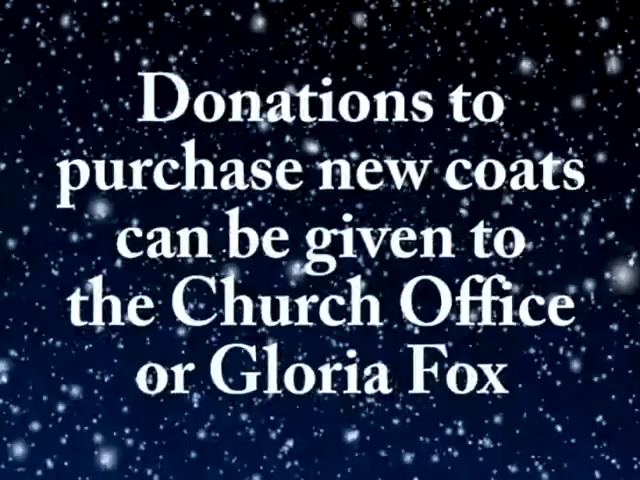 Donations to
purchase new coats
can be given to
the Church Office
or Gloria Fox